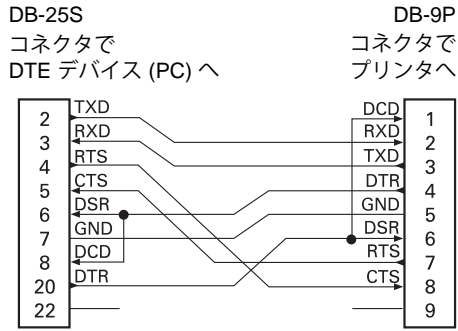 DB-25S
コネクタで
DTE デバイス (PC) へ
DB-9P
コネクタで
プリンタへ
2 TXD
3 RXD
4 RTS
5 CTS
6 DSR
7 GND
8 DCD
20 DTR
22
DCD 1
RXD 2
TXD 3
DTR 4
GND 5
DSR 6
RTS 7
CTS 8
9